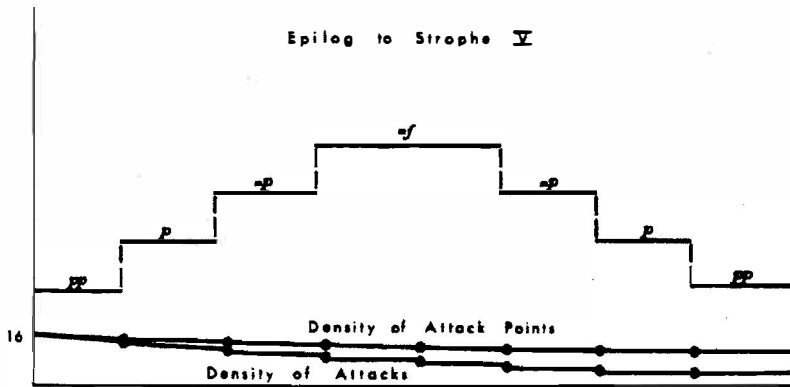 Epilog to Strophe V
mf
mp mp
p p
pp pp
16
Density of Attack Points
Density of Attacks